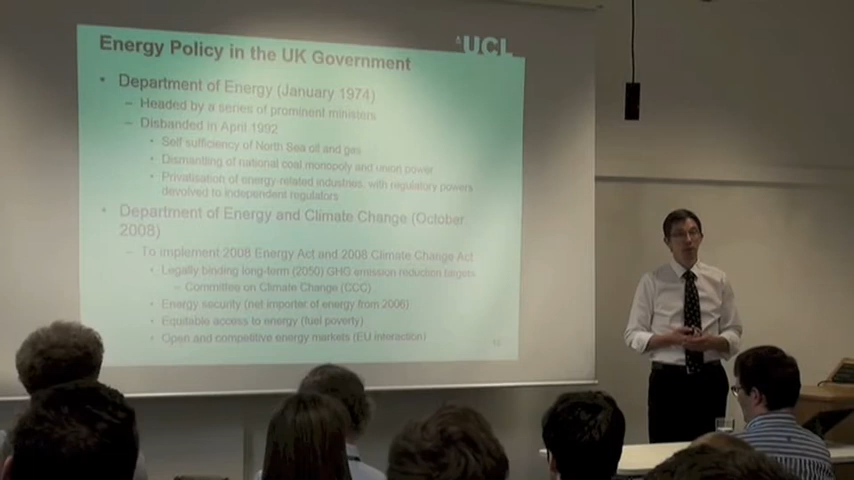 Energy Policy in the UK Government
UCL
• Department of Energy (January 1974)
– Headed by a series of prominent ministers
– Disbanded in April 1992
• Self sufficiency of North Sea oil and gas
• Dismantling of national coal monopoly and union power
• Privatisation of energy-related industries, with regulatory powers
devolved to independent regulators
• Department of Energy and Climate Change (October
2008)
– To implement 2008 Energy Act and 2008 Climate Change Act
• Legally binding long-term (2050) GHG emission reduction targets
– Committee on Climate Change (CCC)
• Energy security (net importer of energy from 2006)
• Equitable access to energy (fuel poverty)
• Open and competitive energy markets (EU interaction)